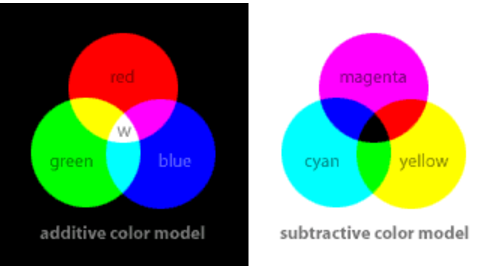 red
W
green
blue
additive color model
magenta
cyan
yellow
subtractive color model